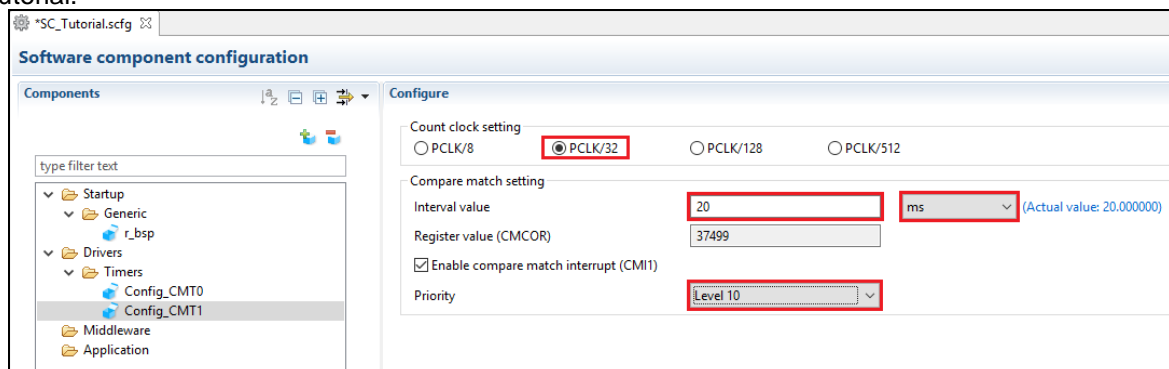 utorial.
*SC_Tutorial.scfg
Software component configuration
Components
type filter text
Startup
Generic
r_bsp
Drivers
Timers
Config_CMT0
Config_CMT1
Middleware
Application
Configure
Count clock setting
PCLK/8 PCLK/32 PCLK/128 PCLK/512
Compare match setting
Interval value 20 ms (Actual value: 20.000000)
Register value (CMCOR) 37499
Enable compare match interrupt (CMI1)
Priority Level 10